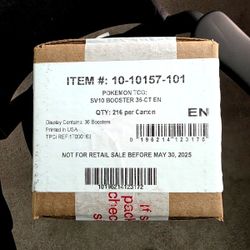 ITEM #: 10-10157-101
POKEMON TCG:
SV10 BOOSTER 36-CT EN
QTY: 216 per Carton
EN
Display Contains: 36 Boosters
Printed in USA
NOT FOR RETAIL SALE BEFORE MAY 30, 2025
10196214123172